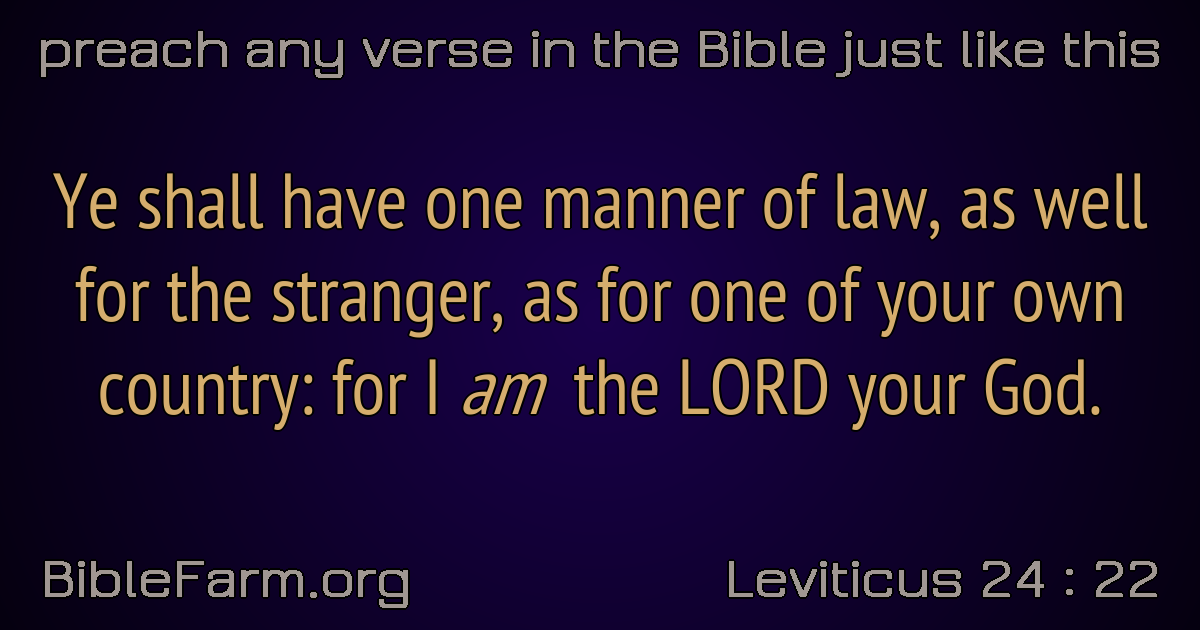 preach any verse in the Bible just like this
Ye shall have one manner of law, as well
for the stranger, as for one of your own
country: for I am the LORD your God.
BibleFarm.org
Leviticus 24 : 22